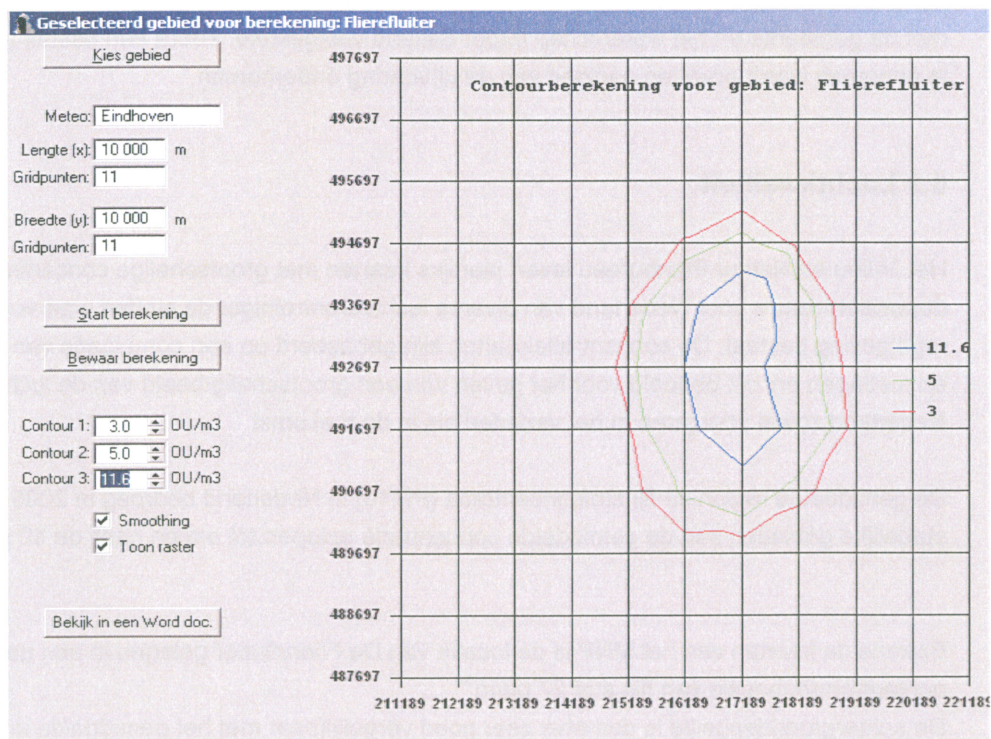 Geselecteerd gebied voor berekening: Flierefluiter
Kies gebied
Meteo: Eindhoven
Lengte (x): 10 000 m
Gridpunten: 11
Breedte (y): 10 000 m
Gridpunten: 11
Start berekening
Bewaar berekening
Contour 1: 3.0 OU/m3
Contour 2: 5.0 OU/m3
Contour 3: 11.6 OU/m3
Smoothing
Toon raster
Bekijk in een Word doc.
Contourberekening voor gebied: Flierefluiter
497697
496697
495697
494697
493697
492697
491697
490697
489697
488697
487697
211189 212189 213189 214189 215189 216189 217189 218189 219189 220189 221189
11.6
5
3